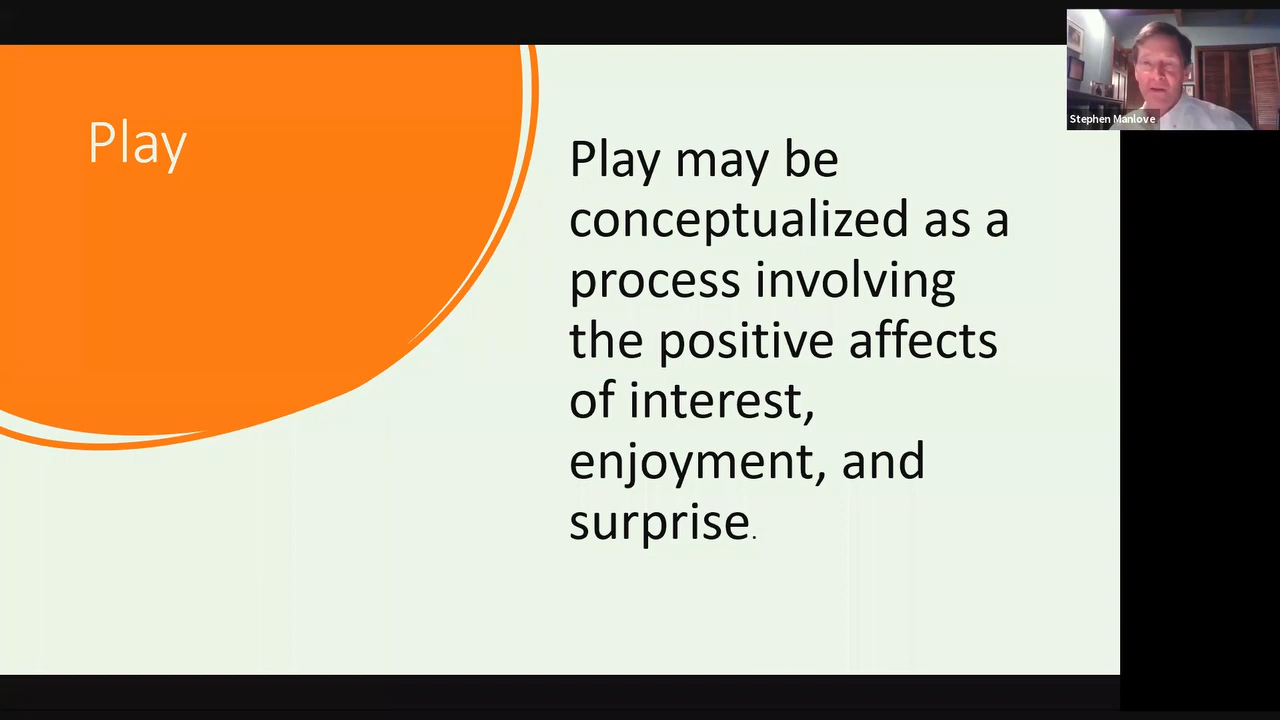 Play
Play may be
conceptualized as a
process involving
the positive affects
of interest,
enjoyment, and
surprise.
Stephen Manlove